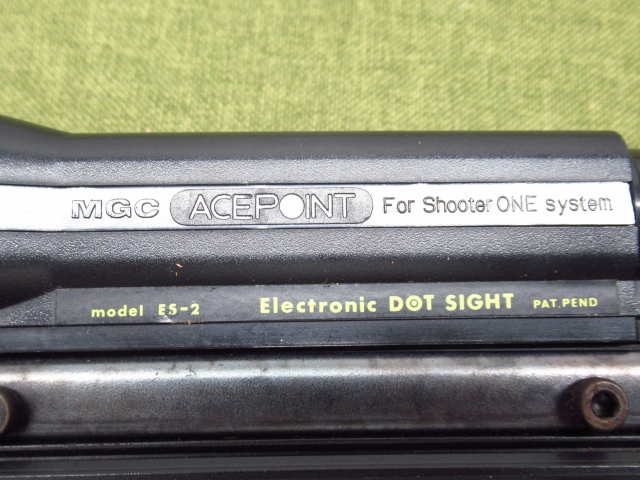 MGC ACEPOINT For Shooter ONE system
model ES-2 Electronic DOT SIGHT PAT.PEND